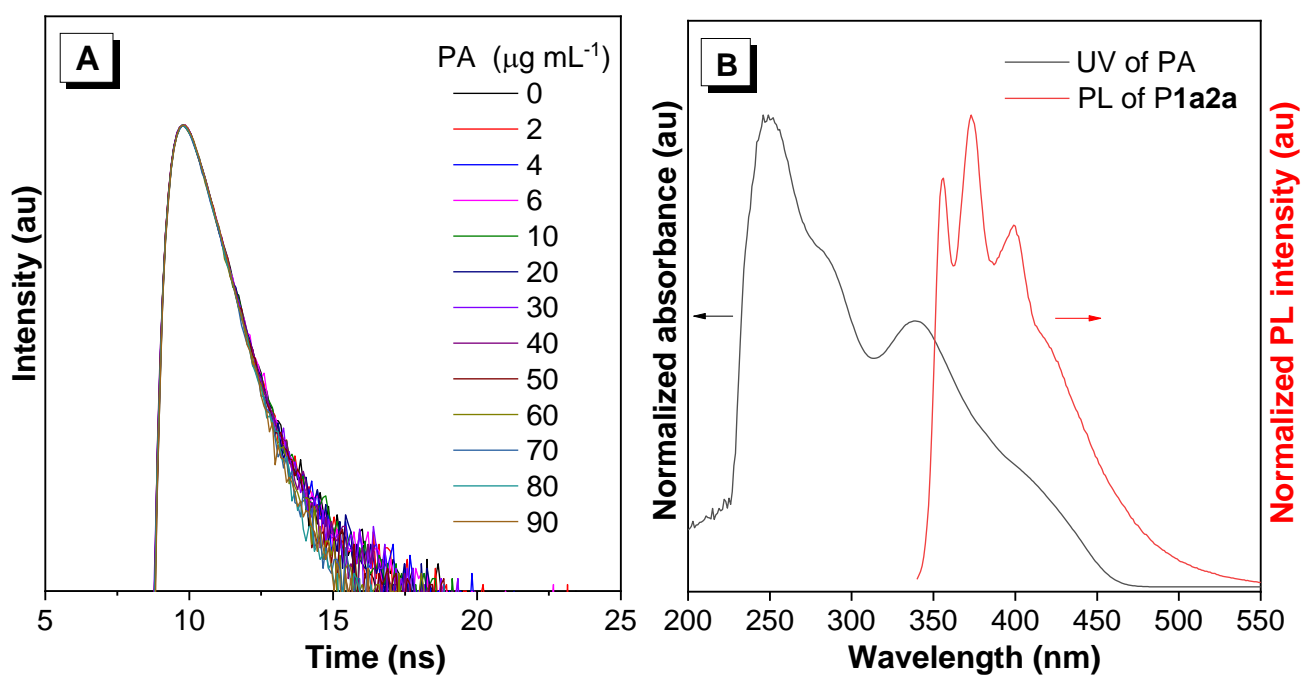 A
PA (μg mL⁻¹)
0
2
4
6
10
20
30
40
50
60
70
80
90
Intensity (au)
5 10 15 20 25
Time (ns)
B
UV of PA
PL of P1a2a
Normalized absorbance (au)
Normalized PL intensity (au)
200 250 300 350 400 450 500 550
Wavelength (nm)